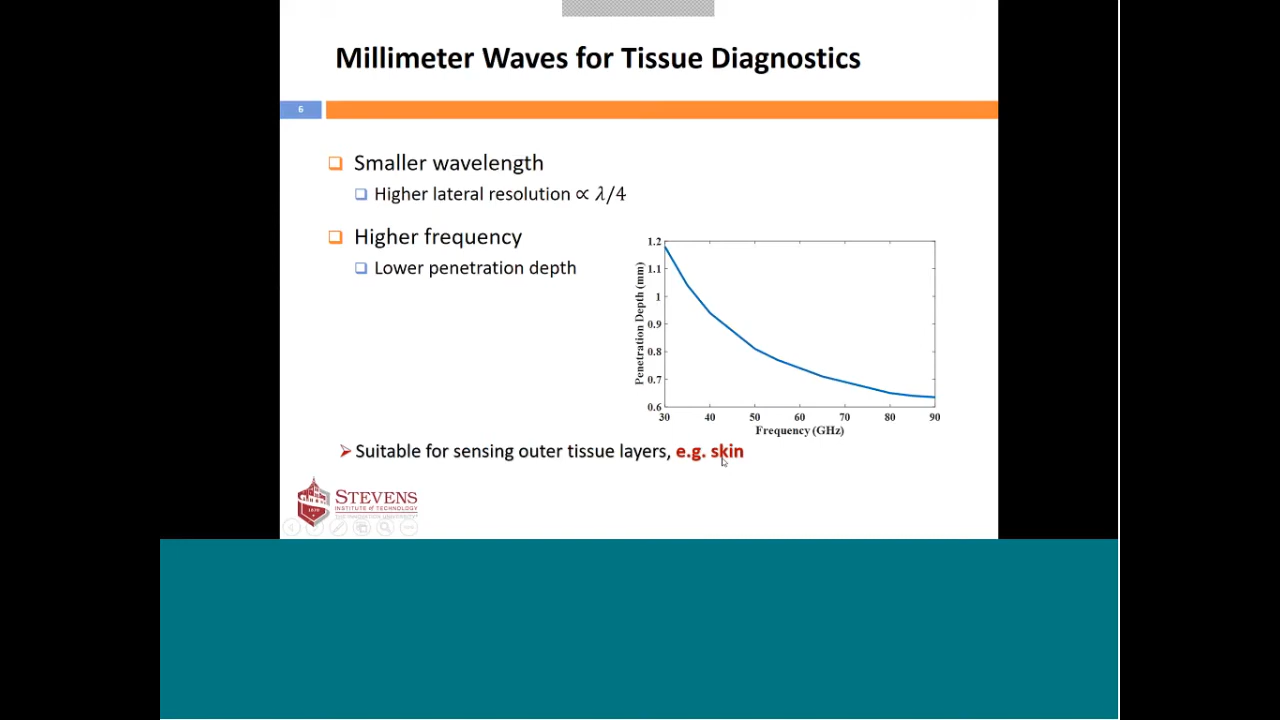 Millimeter Waves for Tissue Diagnostics
6
Smaller wavelength
Higher lateral resolution ∝ λ/4
Higher frequency
Lower penetration depth
1.2
1.1
1
0.9
0.8
0.7
0.6
Penetration Depth (mm)
30 40 50 60 70 80 90
Frequency (GHz)
Suitable for sensing outer tissue layers, e.g. skin
STEVENS
INSTITUTE of TECHNOLOGY
1870